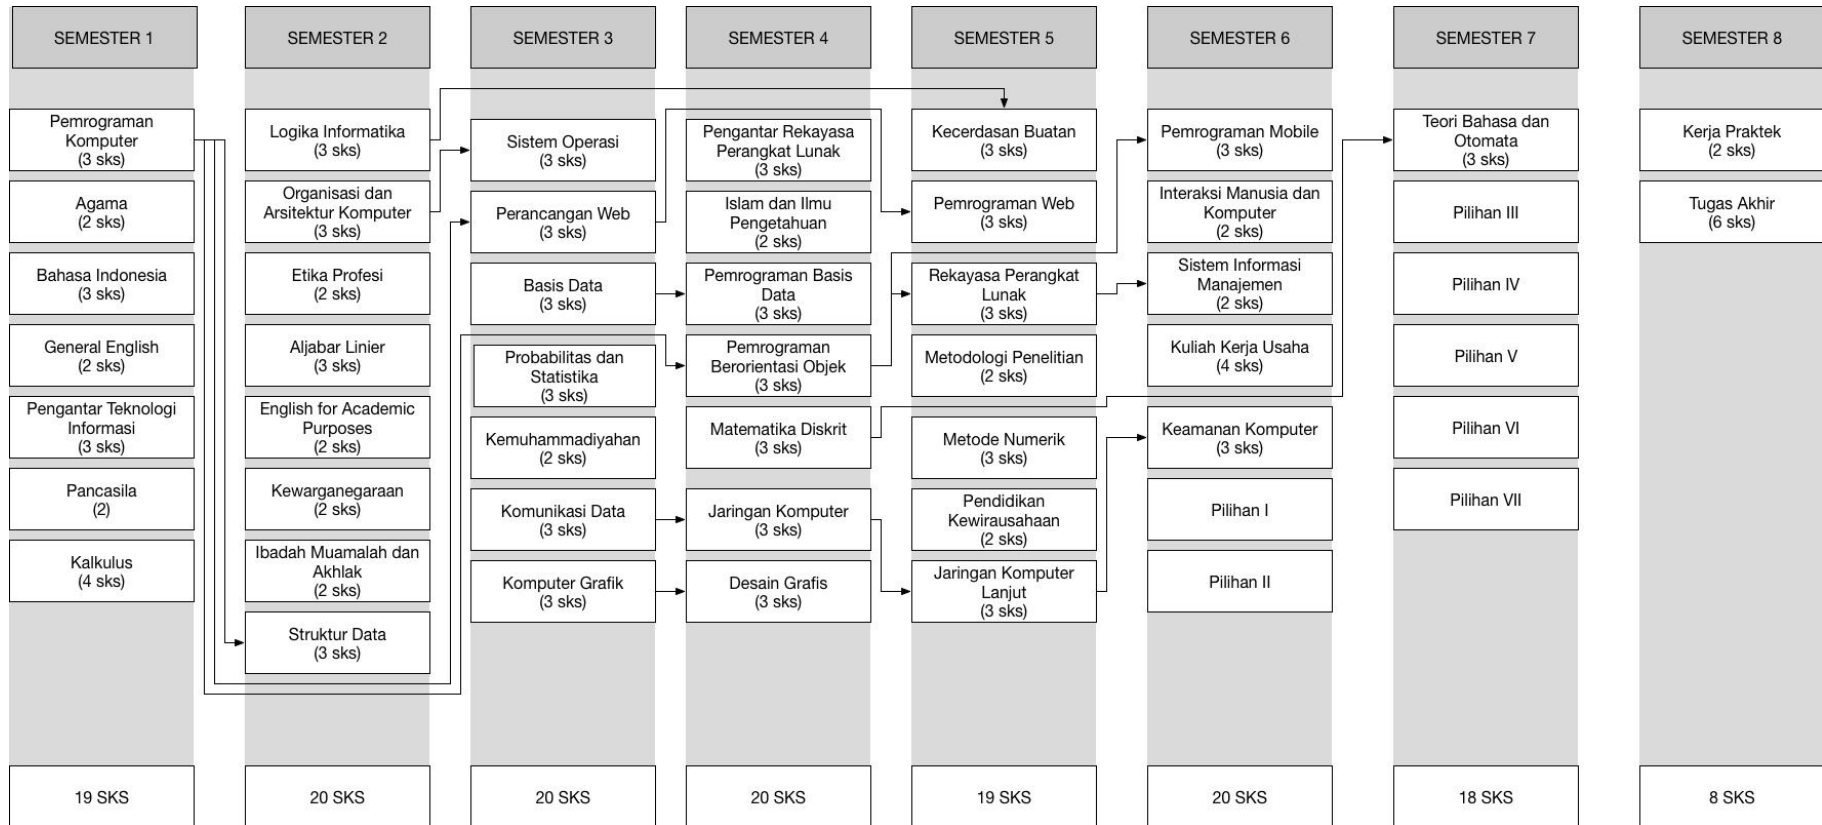 SEMESTER 1
Pemrograman
Komputer
(3 sks)
Agama
(2 sks)
Bahasa Indonesia
(3 sks)
General English
(2 sks)
Pengantar Teknologi
Informasi
(3 sks)
Pancasila
(2)
Kalkulus
(4 sks)
19 SKS
SEMESTER 2
Logika Informatika
(3 sks)
Organisasi dan
Arsitektur Komputer
(3 sks)
Etika Profesi
(2 sks)
Aljabar Linier
(3 sks)
English for Academic
Purposes
(2 sks)
Kewarganegaraan
(2 sks)
Ibadah Muamalah dan
Akhlak
(2 sks)
Struktur Data
(3 sks)
20 SKS
SEMESTER 3
Sistem Operasi
(3 sks)
Perancangan Web
(3 sks)
Basis Data
(3 sks)
Probabilitas dan
Statistika
(3 sks)
Kemuhammadiyahan
(2 sks)
Komunikasi Data
(3 sks)
Komputer Grafik
(3 sks)
20 SKS
SEMESTER 4
Pengantar Rekayasa
Perangkat Lunak
(3 sks)
Islam dan Ilmu
Pengetahuan
(2 sks)
Pemrograman Basis
Data
(3 sks)
Pemrograman
Berorientasi Objek
(3 sks)
Matematika Diskrit
(3 sks)
Jaringan Komputer
(3 sks)
Desain Grafis
(3 sks)
20 SKS
SEMESTER 5
Kecerdasan Buatan
(3 sks)
Pemrograman Web
(3 sks)
Rekayasa Perangkat
Lunak
(3 sks)
Metodologi Penelitian
(2 sks)
Metode Numerik
(3 sks)
Pendidikan
Kewirausahaan
(2 sks)
Jaringan Komputer
Lanjut
(3 sks)
19 SKS
SEMESTER 6
Pemrograman Mobile
(3 sks)
Interaksi Manusia dan
Komputer
(2 sks)
Sistem Informasi
Manajemen
(2 sks)
Kuliah Kerja Usaha
(4 sks)
Keamanan Komputer
(3 sks)
Pilihan I
Pilihan II
20 SKS
SEMESTER 7
Teori Bahasa dan
Otomata
(3 sks)
Pilihan III
Pilihan IV
Pilihan V
Pilihan VI
Pilihan VII
18 SKS
SEMESTER 8
Kerja Praktek
(2 sks)
Tugas Akhir
(6 sks)
8 SKS